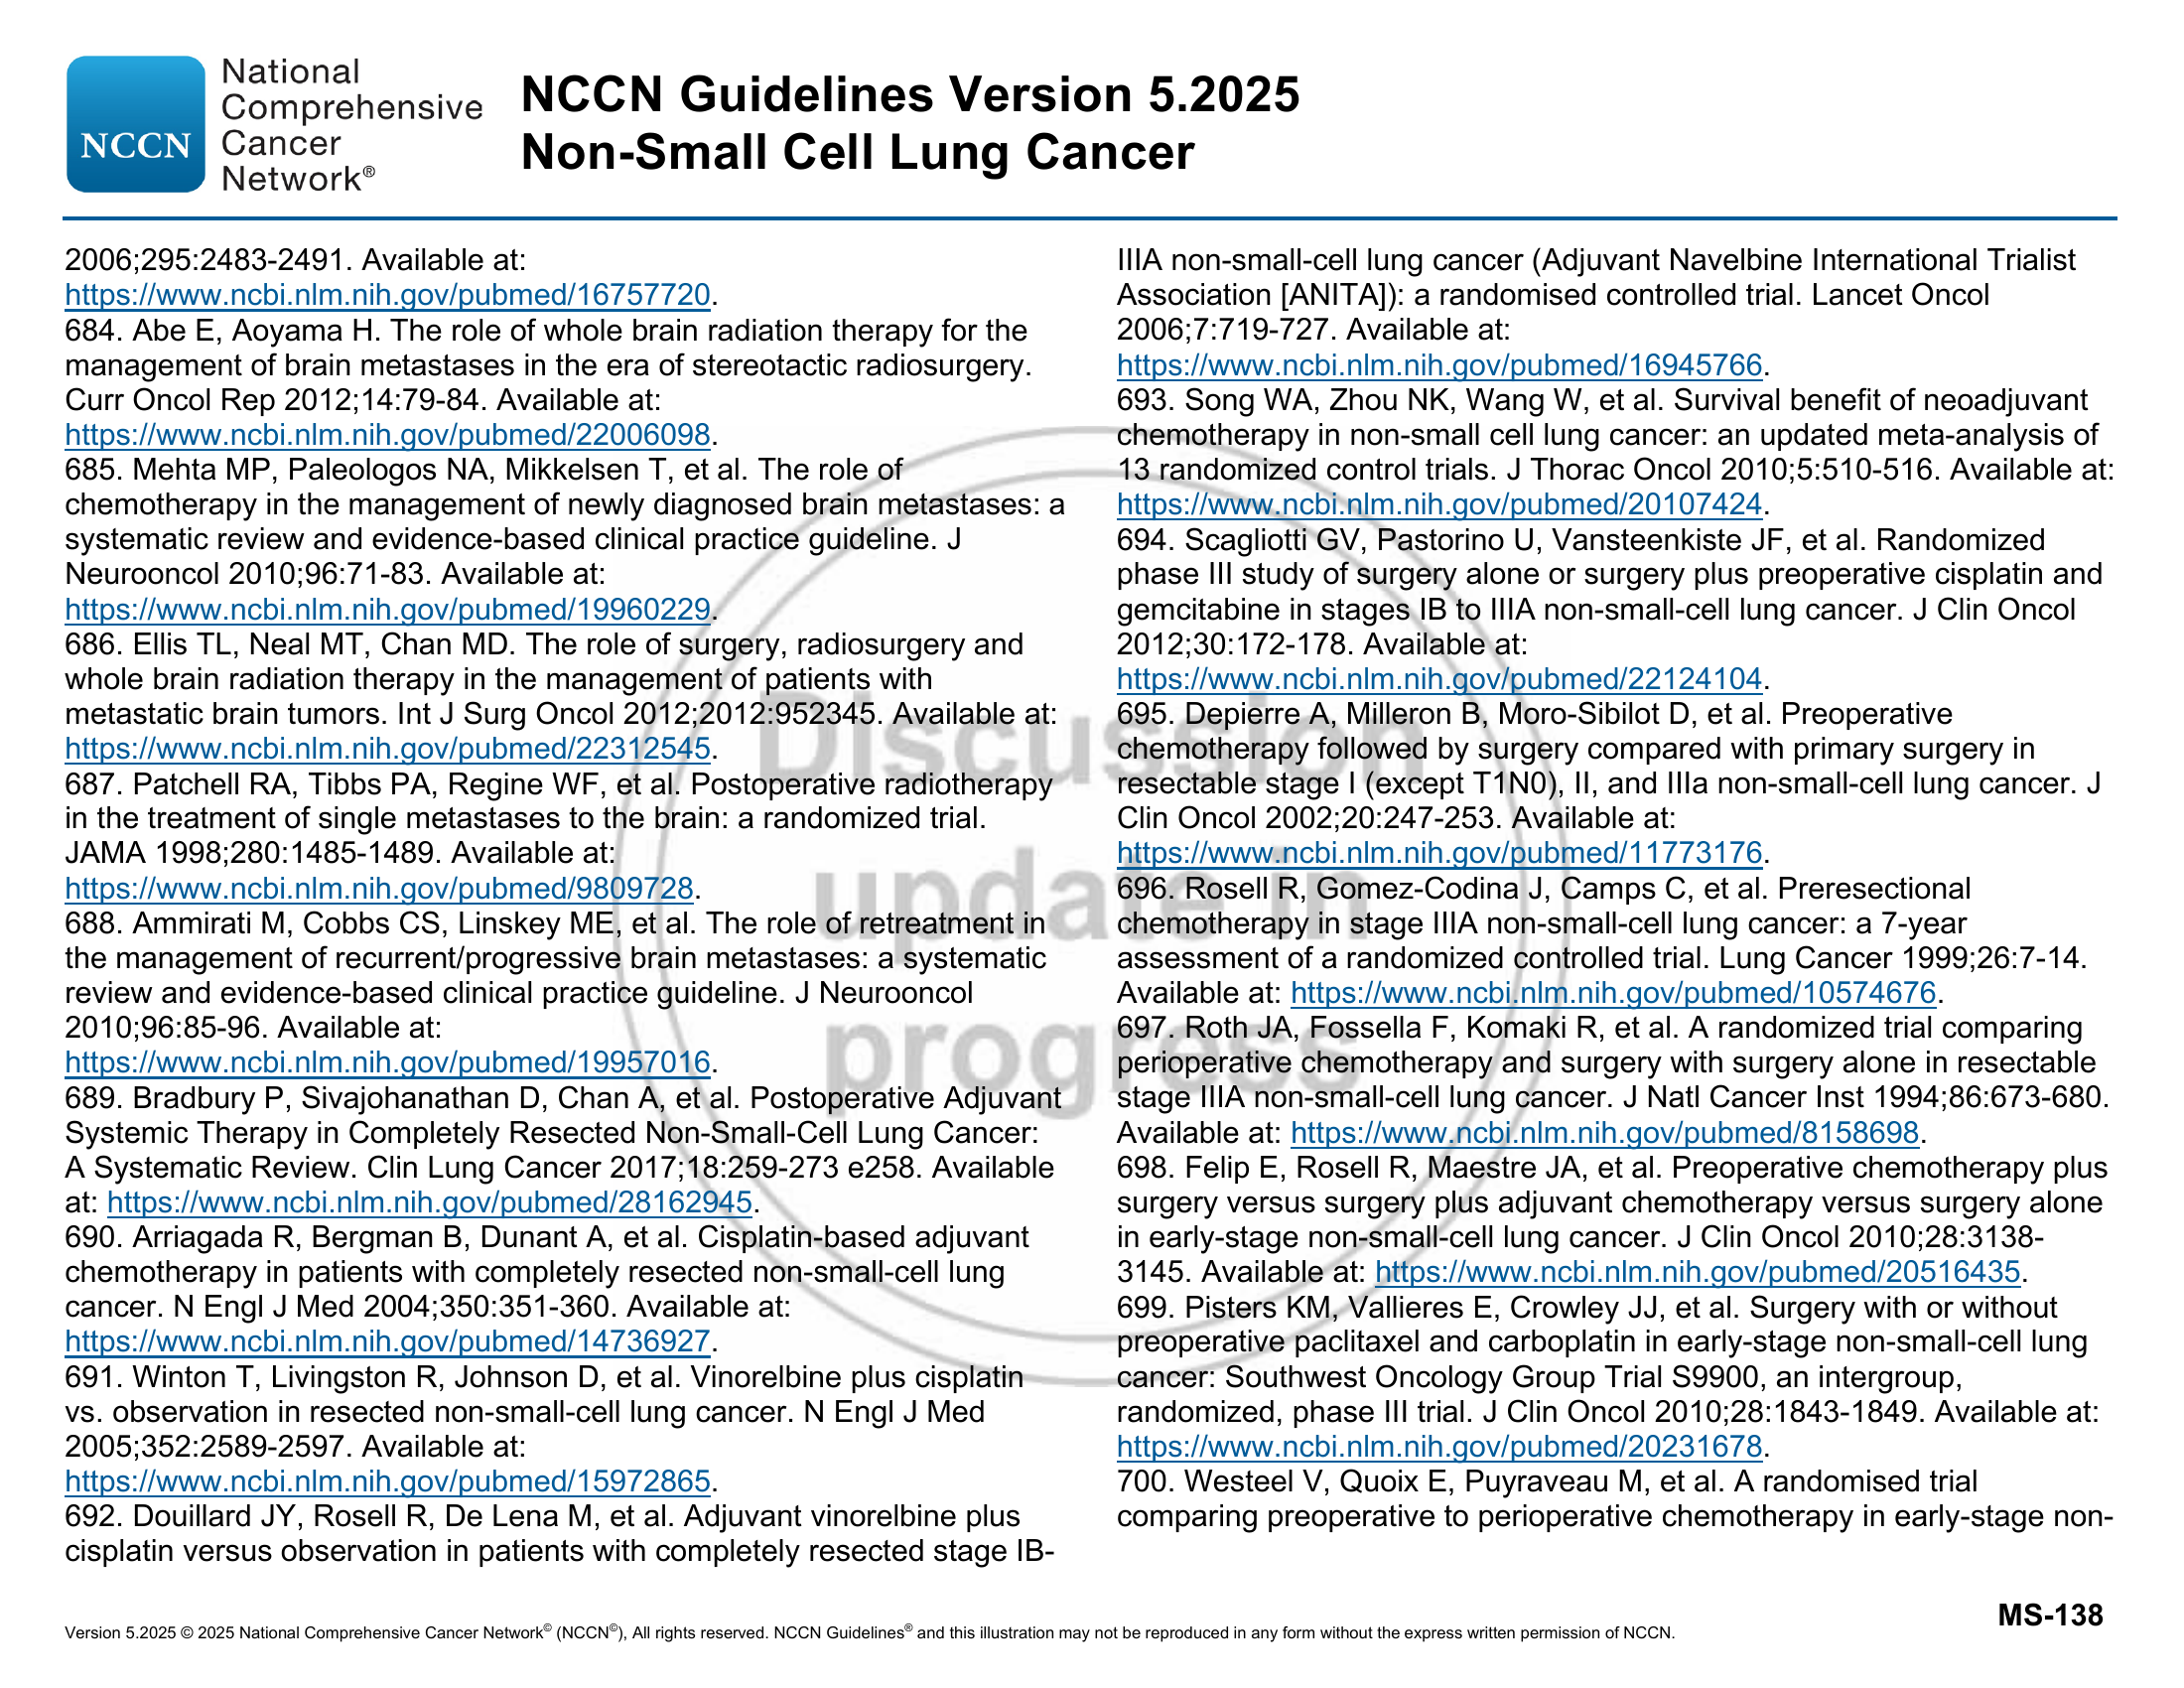 NCCN
National
Comprehensive
Cancer
Network®
NCCN Guidelines Version 5.2025
Non-Small Cell Lung Cancer
2006;295:2483-2491. Available at:
https://www.ncbi.nlm.nih.gov/pubmed/16757720.
684. Abe E, Aoyama H. The role of whole brain radiation therapy for the
management of brain metastases in the era of stereotactic radiosurgery.
Curr Oncol Rep 2012;14:79-84. Available at:
https://www.ncbi.nlm.nih.gov/pubmed/22006098.
685. Mehta MP, Paleologos NA, Mikkelsen T, et al. The role of
chemotherapy in the management of newly diagnosed brain metastases: a
systematic review and evidence-based clinical practice guideline. J
Neurooncol 2010;96:71-83. Available at:
https://www.ncbi.nlm.nih.gov/pubmed/19960229.
686. Ellis TL, Neal MT, Chan MD. The role of surgery, radiosurgery and
whole brain radiation therapy in the management of patients with
metastatic brain tumors. Int J Surg Oncol 2012;2012:952345. Available at:
https://www.ncbi.nlm.nih.gov/pubmed/22312545.
687. Patchell RA, Tibbs PA, Regine WF, et al. Postoperative radiotherapy
in the treatment of single metastases to the brain: a randomized trial.
JAMA 1998;280:1485-1489. Available at:
https://www.ncbi.nlm.nih.gov/pubmed/9809728.
688. Ammirati M, Cobbs CS, Linskey ME, et al. The role of retreatment in
the management of recurrent/progressive brain metastases: a systematic
review and evidence-based clinical practice guideline. J Neurooncol
2010;96:85-96. Available at:
https://www.ncbi.nlm.nih.gov/pubmed/19957016.
689. Bradbury P, Sivajohanathan D, Chan A, et al. Postoperative Adjuvant
Systemic Therapy in Completely Resected Non-Small-Cell Lung Cancer:
A Systematic Review. Clin Lung Cancer 2017;18:259-273 e258. Available
at: https://www.ncbi.nlm.nih.gov/pubmed/28162945.
690. Arriagada R, Bergman B, Dunant A, et al. Cisplatin-based adjuvant
chemotherapy in patients with completely resected non-small-cell lung
cancer. N Engl J Med 2004;350:351-360. Available at:
https://www.ncbi.nlm.nih.gov/pubmed/14736927.
691. Winton T, Livingston R, Johnson D, et al. Vinorelbine plus cisplatin
vs. observation in resected non-small-cell lung cancer. N Engl J Med
2005;352:2589-2597. Available at:
https://www.ncbi.nlm.nih.gov/pubmed/15972865.
692. Douillard JY, Rosell R, De Lena M, et al. Adjuvant vinorelbine plus
cisplatin versus observation in patients with completely resected stage IB-
IIIA non-small-cell lung cancer (Adjuvant Navelbine International Trialist
Association [ANITA]): a randomised controlled trial. Lancet Oncol
2006;7:719-727. Available at:
https://www.ncbi.nlm.nih.gov/pubmed/16945766.
693. Song WA, Zhou NK, Wang W, et al. Survival benefit of neoadjuvant
chemotherapy in non-small cell lung cancer: an updated meta-analysis of
13 randomized control trials. J Thorac Oncol 2010;5:510-516. Available at:
https://www.ncbi.nlm.nih.gov/pubmed/20107424.
694. Scagliotti GV, Pastorino U, Vansteenkiste JF, et al. Randomized
phase III study of surgery alone or surgery plus preoperative cisplatin and
gemcitabine in stages IB to IIIA non-small-cell lung cancer. J Clin Oncol
2012;30:172-178. Available at:
https://www.ncbi.nlm.nih.gov/pubmed/22124104.
695. Depierre A, Milleron B, Moro-Sibilot D, et al. Preoperative
chemotherapy followed by surgery compared with primary surgery in
resectable stage I (except T1N0), II, and IIIa non-small-cell lung cancer. J
Clin Oncol 2002;20:247-253. Available at:
https://www.ncbi.nlm.nih.gov/pubmed/11773176.
696. Rosell R, Gomez-Codina J, Camps C, et al. Preresectional
chemotherapy in stage IIIA non-small-cell lung cancer: a 7-year
assessment of a randomized controlled trial. Lung Cancer 1999;26:7-14.
Available at: https://www.ncbi.nlm.nih.gov/pubmed/10574676.
697. Roth JA, Fossella F, Komaki R, et al. A randomized trial comparing
perioperative chemotherapy and surgery with surgery alone in resectable
stage IIIA non-small-cell lung cancer. J Natl Cancer Inst 1994;86:673-680.
Available at: https://www.ncbi.nlm.nih.gov/pubmed/8158698.
698. Felip E, Rosell R, Maestre JA, et al. Preoperative chemotherapy plus
surgery versus surgery plus adjuvant chemotherapy versus surgery alone
in early-stage non-small-cell lung cancer. J Clin Oncol 2010;28:3138-
3145. Available at: https://www.ncbi.nlm.nih.gov/pubmed/20516435.
699. Pisters KM, Vallieres E, Crowley JJ, et al. Surgery with or without
preoperative paclitaxel and carboplatin in early-stage non-small-cell lung
cancer: Southwest Oncology Group Trial S9900, an intergroup,
randomized, phase III trial. J Clin Oncol 2010;28:1843-1849. Available at:
https://www.ncbi.nlm.nih.gov/pubmed/20231678.
700. Westeel V, Quoix E, Puyraveau M, et al. A randomised trial
comparing preoperative to perioperative chemotherapy in early-stage non-
Discussion
update in
progress
MS-138
Version 5.2025 © 2025 National Comprehensive Cancer Network© (NCCN©), All rights reserved. NCCN Guidelines® and this illustration may not be reproduced in any form without the express written permission of NCCN.